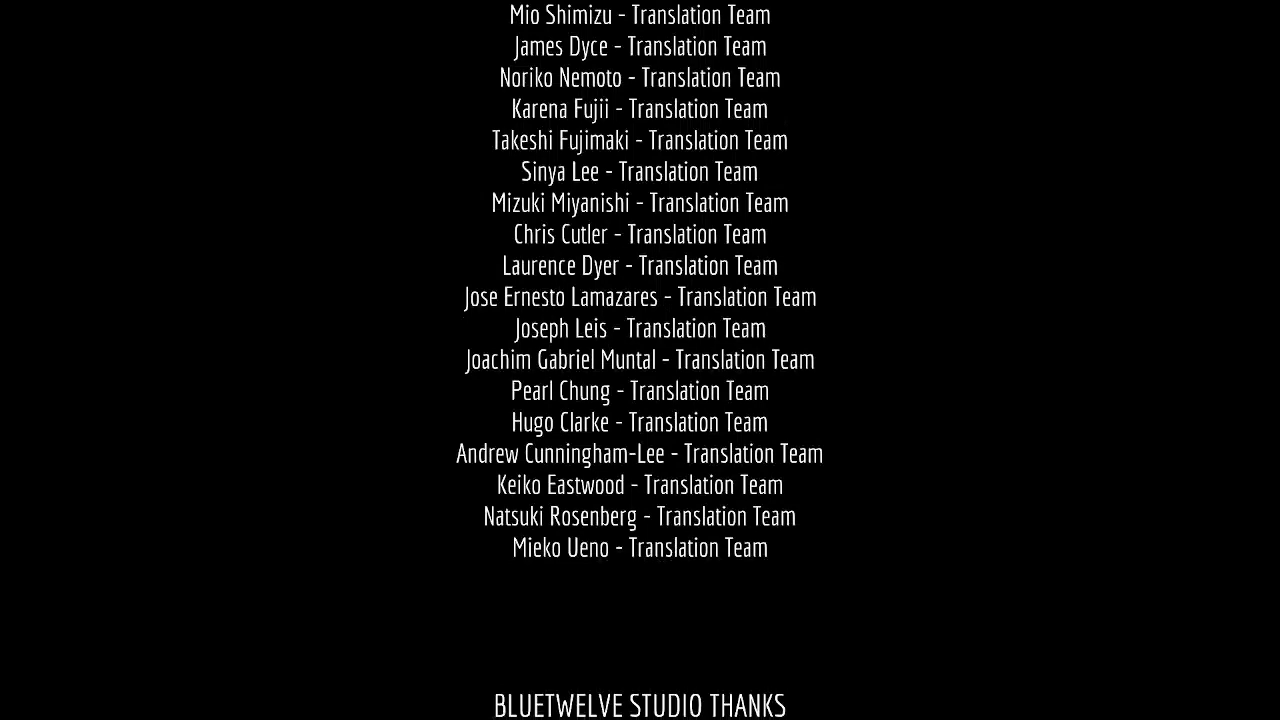 Mio Shimizu - Translation Team
James Dyce - Translation Team
Noriko Nemoto - Translation Team
Karena Fujii - Translation Team
Takeshi Fujimaki - Translation Team
Sinya Lee - Translation Team
Mizuki Miyanishi - Translation Team
Chris Cutler - Translation Team
Laurence Dyer - Translation Team
Jose Ernesto Lamazares - Translation Team
Joseph Leis - Translation Team
Joachim Gabriel Muntal - Translation Team
Pearl Chung - Translation Team
Hugo Clarke - Translation Team
Andrew Cunningham-Lee - Translation Team
Keiko Eastwood - Translation Team
Natsuki Rosenberg - Translation Team
Mieko Ueno - Translation Team
BLUETWELVE STUDIO THANKS